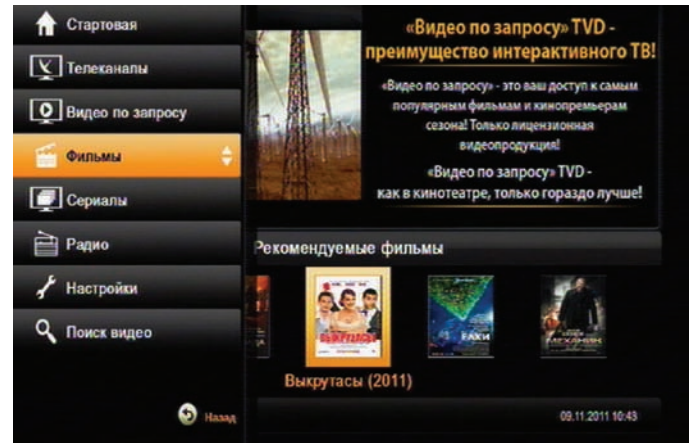 Стартовая
Телеканалы
Видео по запросу
Фильмы
Сериалы
Радио
Настройки
Поиск видео
Назад
«Видео по запросу» TVD -
преимущество интерактивного ТВ!
«Видео по запросу» - это ваш доступ к самым
популярным фильмам и кинопремьерам
сезона! Только лицензионная
видеопродукция!
«Видео по запросу» TVD -
как в кинотеатре, только гораздо лучше!
Рекомендуемые фильмы
ВЫКРУТАСЫ
МЕХАНИК
Выкрутасы (2011)
09.11.2011 10:43